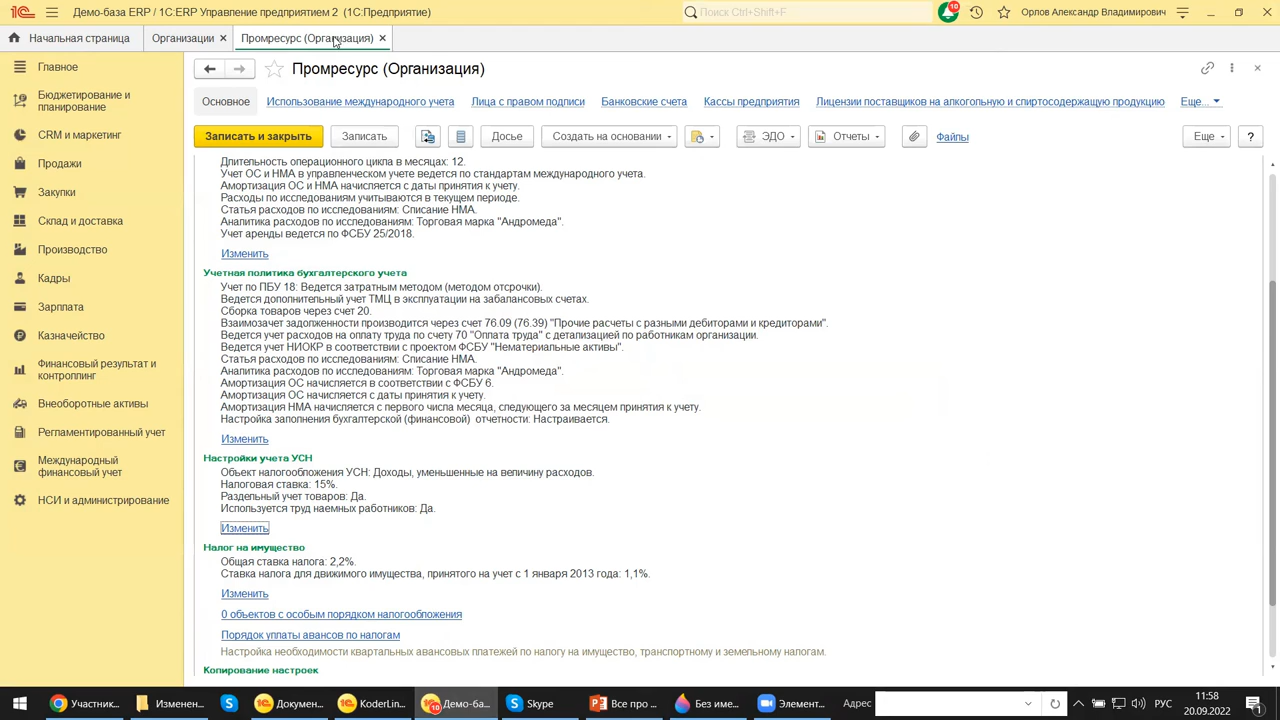 Демо-база ERP / 1С:ERP Управление предприятием 2 (1С:Предприятие)
Поиск Ctrl+Shift+F
10
Орлов Александр Владимирович
Начальная страница
Организации
Промресурс (Организация)
Главное
Бюджетирование и планирование
CRM и маркетинг
Продажи
Закупки
Склад и доставка
Производство
Кадры
Зарплата
Казначейство
Финансовый результат и контроллинг
Внеоборотные активы
Регламентированный учет
Международный финансовый учет
НСИ и администрирование
Промресурс (Организация)
Основное
Использование международного учета
Лица с правом подписи
Банковские счета
Кассы предприятия
Лицензии поставщиков на алкогольную и спиртосодержащую продукцию
Еще...
Записать и закрыть
Записать
Досье
Создать на основании
ЭДО
Отчеты
Файлы
Еще
?
Длительность операционного цикла в месяцах: 12.
Учет ОС и НМА в управленческом учете ведется по стандартам международного учета.
Амортизация ОС и НМА начисляется с даты принятия к учету.
Расходы по исследованиям учитываются в текущем периоде.
Статья расходов по исследованиям: Списание НМА.
Аналитика расходов по исследованиям: Торговая марка "Андромеда".
Учет аренды ведется по ФСБУ 25/2018.
Изменить
Учетная политика бухгалтерского учета
Учет по ПБУ 18: Ведется затратным методом (методом отсрочки).
Ведется дополнительный учет ТМЦ в эксплуатации на забалансовых счетах.
Сборка товаров через счет 20.
Взаимозачет задолженности производится через счет 76.09 (76.39) "Прочие расчеты с разными дебиторами и кредиторами".
Ведется учет расходов на оплату труда по счету 70 "Оплата труда" с детализацией по работникам организации.
Ведется учет НИОКР в соответствии с проектом ФСБУ "Нематериальные активы".
Статья расходов по исследованиям: Списание НМА.
Аналитика расходов по исследованиям: Торговая марка "Андромеда".
Амортизация ОС начисляется в соответствии с ФСБУ 6.
Амортизация ОС начисляется с даты принятия к учету.
Амортизация НМА начисляется с первого числа месяца, следующего за месяцем принятия к учету.
Настройка заполнения бухгалтерской (финансовой) отчетности: Настраивается.
Изменить
Настройки учета УСН
Объект налогообложения УСН: Доходы, уменьшенные на величину расходов.
Налоговая ставка: 15%.
Раздельный учет товаров: Да.
Используется труд наемных работников: Да.
Изменить
Налог на имущество
Общая ставка налога: 2,2%.
Ставка налога для движимого имущества, принятого на учет с 1 января 2013 года: 1,1%.
Изменить
0 объектов с особым порядком налогообложения
Порядок уплаты авансов по налогам
Настройка необходимости квартальных авансовых платежей по налогу на имущество, транспортному и земельному налогам.
Копирование настроек
Участник...
Изменен...
Докумен...
KoderLin...
Демо-ба...
Skype
Все про ...
Без име...
Элемент...
Адрес
РУС
11:58
20.09.2022